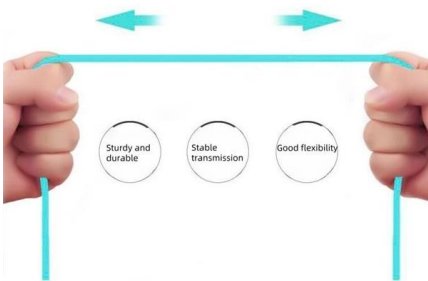 Sturdy and
durable
Stable
transmission
Good flexibility